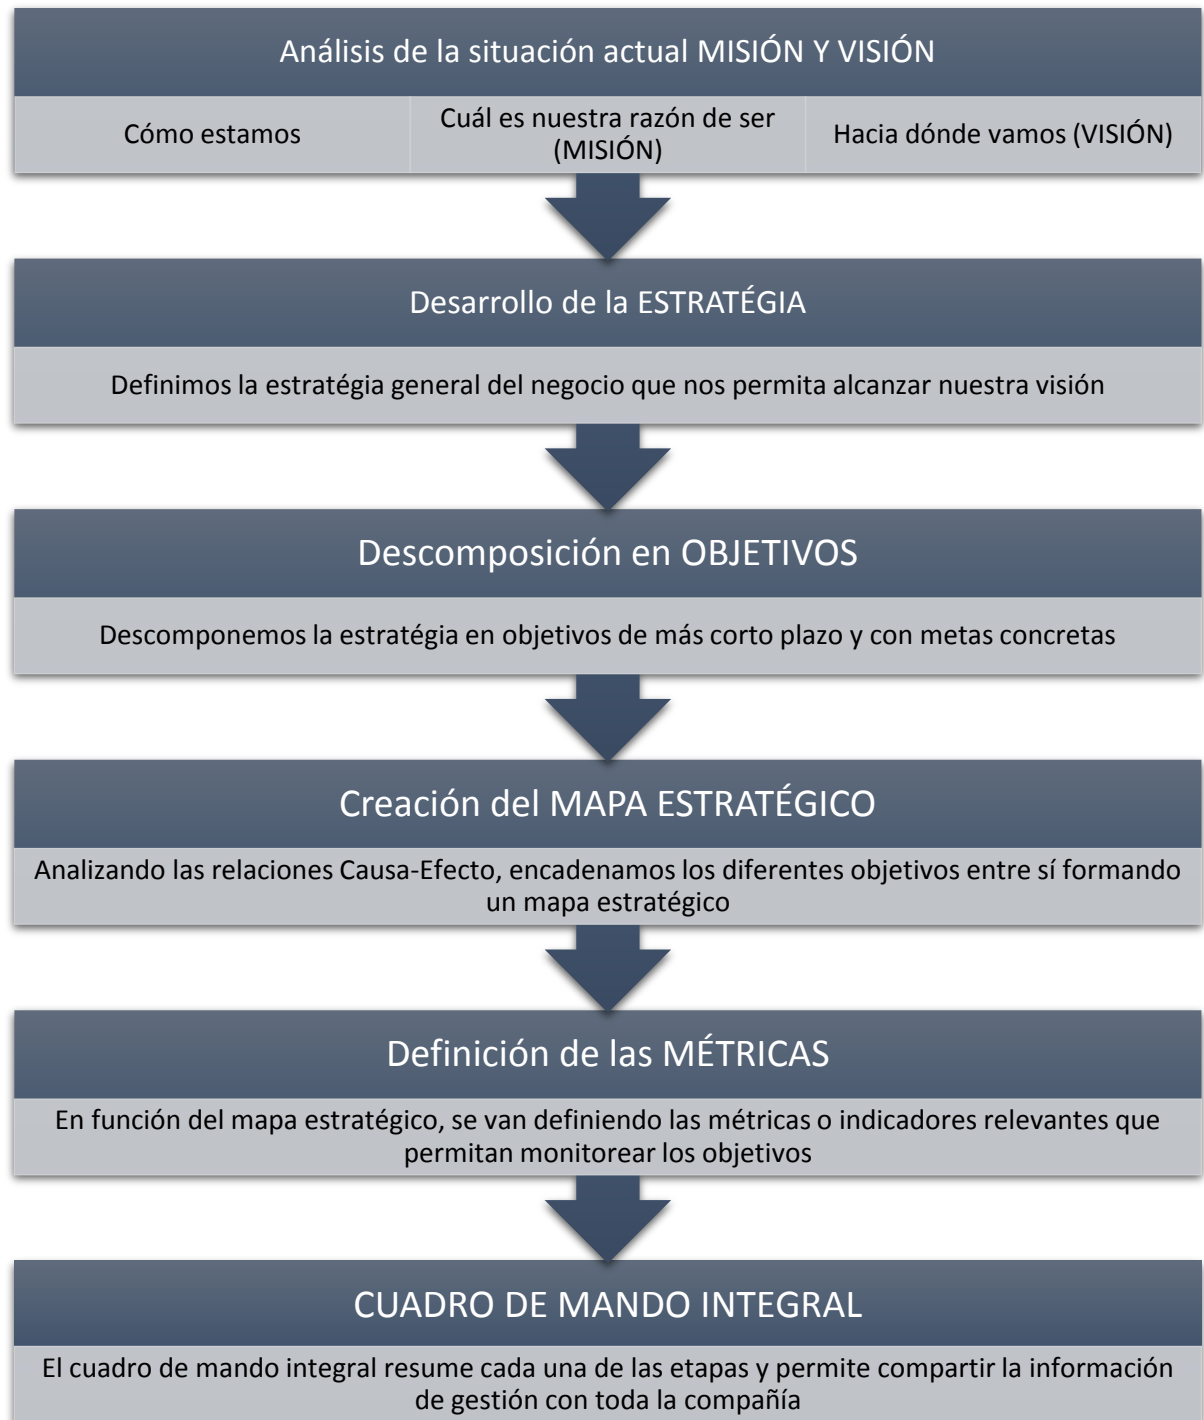 Análisis de la situación actual MISIÓN Y VISIÓN
Cómo estamos
Cuál es nuestra razón de ser
(MISIÓN)
Hacia dónde vamos (VISIÓN)
Desarrollo de la ESTRATÉGIA
Definimos la estratégia general del negocio que nos permita alcanzar nuestra visión
Descomposición en OBJETIVOS
Descomponemos la estratégia en objetivos de más corto plazo y con metas concretas
Creación del MAPA ESTRATÉGICO
Analizando las relaciones Causa-Efecto, encadenamos los diferentes objetivos entre sí formando
un mapa estratégico
Definición de las MÉTRICAS
En función del mapa estratégico, se van definiendo las métricas o indicadores relevantes que
permitan monitorear los objetivos
CUADRO DE MANDO INTEGRAL
El cuadro de mando integral resume cada una de las etapas y permite compartir la información
de gestión con toda la compañía